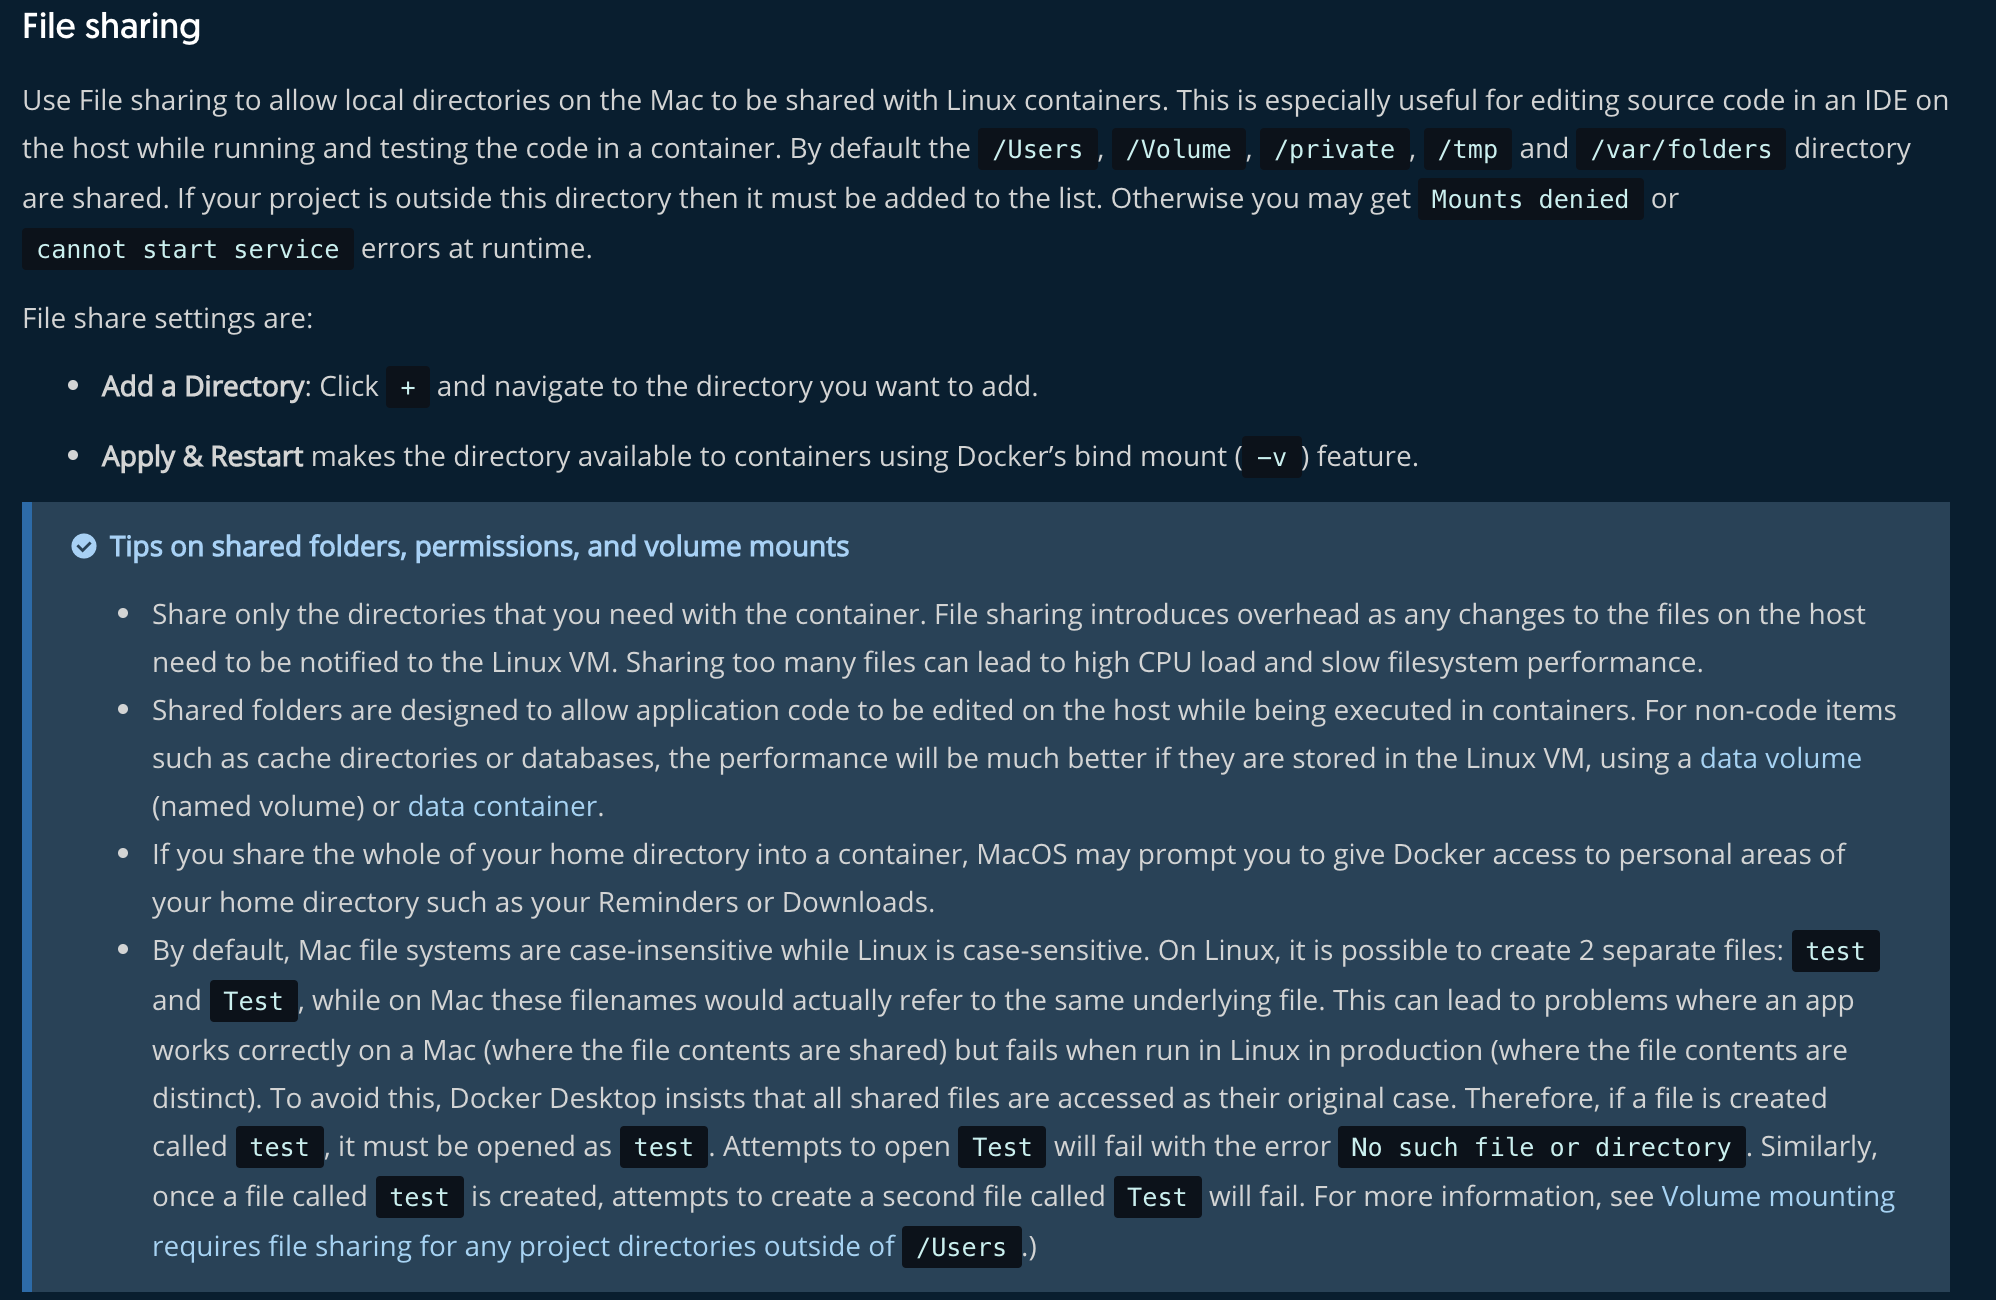 File sharing
Use File sharing to allow local directories on the Mac to be shared with Linux containers. This is especially useful for editing source code in an IDE on
the host while running and testing the code in a container. By default the /Users, /Volume, /private, /tmp and /var/folders directory
are shared. If your project is outside this directory then it must be added to the list. Otherwise you may get Mounts denied or
cannot start service errors at runtime.
File share settings are:
• Add a Directory: Click + and navigate to the directory you want to add.
• Apply & Restart makes the directory available to containers using Docker’s bind mount (-v) feature.
Tips on shared folders, permissions, and volume mounts
• Share only the directories that you need with the container. File sharing introduces overhead as any changes to the files on the host
need to be notified to the Linux VM. Sharing too many files can lead to high CPU load and slow filesystem performance.
• Shared folders are designed to allow application code to be edited on the host while being executed in containers. For non-code items
such as cache directories or databases, the performance will be much better if they are stored in the Linux VM, using a data volume
(named volume) or data container.
• If you share the whole of your home directory into a container, MacOS may prompt you to give Docker access to personal areas of
your home directory such as your Reminders or Downloads.
• By default, Mac file systems are case-insensitive while Linux is case-sensitive. On Linux, it is possible to create 2 separate files: test
and Test, while on Mac these filenames would actually refer to the same underlying file. This can lead to problems where an app
works correctly on a Mac (where the file contents are shared) but fails when run in Linux in production (where the file contents are
distinct). To avoid this, Docker Desktop insists that all shared files are accessed as their original case. Therefore, if a file is created
called test, it must be opened as test. Attempts to open Test will fail with the error No such file or directory. Similarly,
once a file called test is created, attempts to create a second file called Test will fail. For more information, see Volume mounting
requires file sharing for any project directories outside of /Users.)